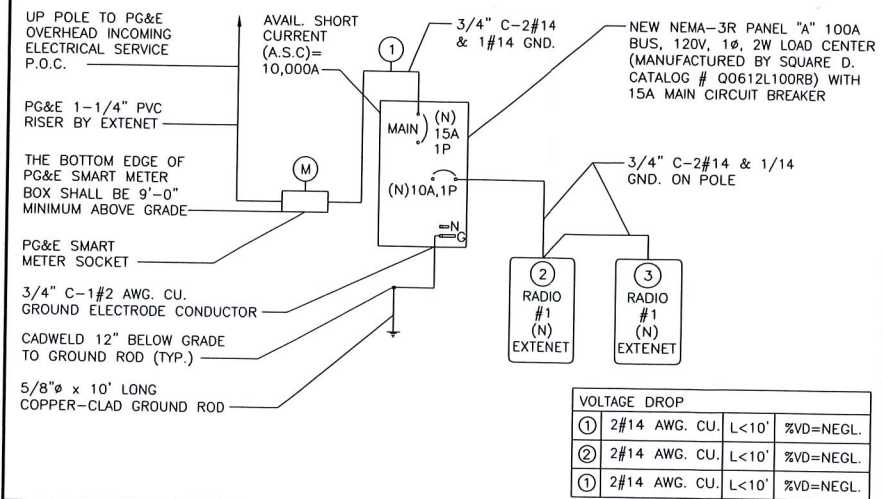 UP POLE TO PG&E
OVERHEAD INCOMING
ELECTRICAL SERVICE
P.O.C.
PG&E 1-1/4" PVC
RISER BY EXTENET
THE BOTTOM EDGE OF
PG&E SMART METER
BOX SHALL BE 9'-0"
MINIMUM ABOVE GRADE
PG&E SMART
METER SOCKET
3/4" C-1#2 AWG. CU.
GROUND ELECTRODE CONDUCTOR
CADWELD 12" BELOW GRADE
TO GROUND ROD (TYP.)
5/8"ø x 10' LONG
COPPER-CLAD GROUND ROD
M
AVAIL. SHORT
CURRENT
(A.S.C)=
10,000A
1
3/4" C-2#14
& 1#14 GND.
NEW NEMA-3R PANEL "A" 100A
BUS, 120V, 1ø, 2W LOAD CENTER
(MANUFACTURED BY SQUARE D.
CATALOG # QO612L100RB) WITH
15A MAIN CIRCUIT BREAKER
MAIN
(N)
15A
1P
(N)10A,1P
N
G
3/4" C-2#14 & 1/14
GND. ON POLE
2
RADIO
#1
(N)
EXTENET
3
RADIO
#1
(N)
EXTENET
VOLTAGE DROP
1 2#14 AWG. CU. L<10' %VD=NEGL.
2 2#14 AWG. CU. L<10' %VD=NEGL.
1 2#14 AWG. CU. L<10' %VD=NEGL.